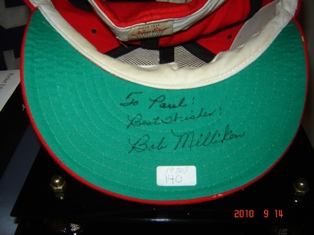 To Paul!
Best Wishes!
Bob Milliken
140
2010 9 14